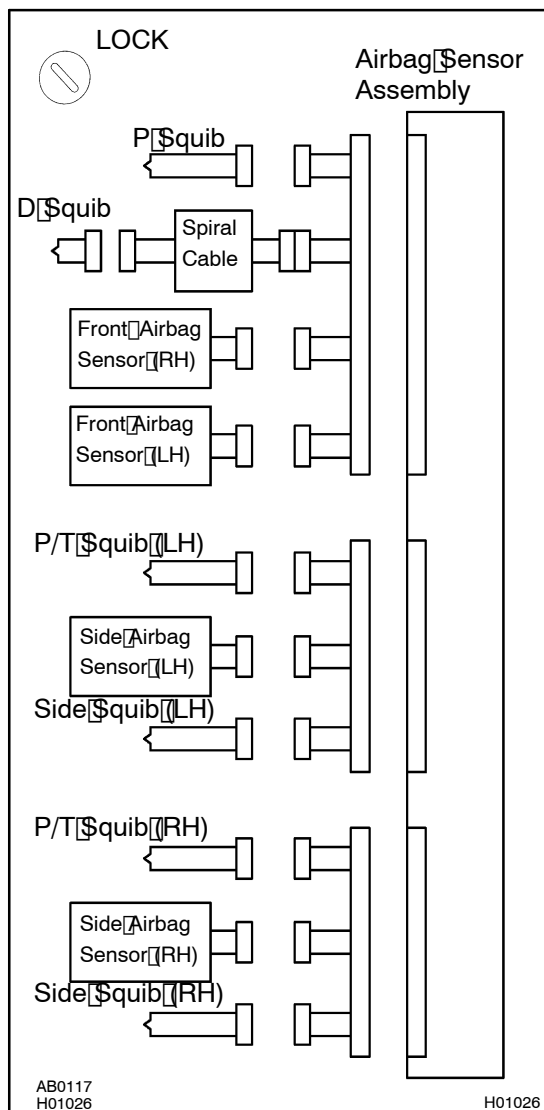 LOCK
Airbag Sensor
Assembly
P Squib
D Squib
Spiral
Cable
Front Airbag
Sensor (RH)
Front Airbag
Sensor (LH)
P/T Squib (LH)
Side Airbag
Sensor (LH)
Side Squib (LH)
P/T Squib (RH)
Side Airbag
Sensor (RH)
Side Squib (RH)
AB0117
H01026
H01026